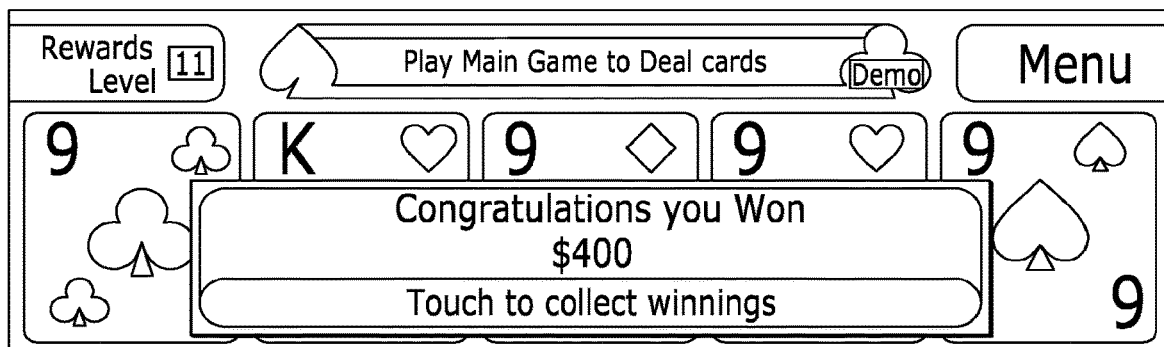 Rewards
Level 11
Play Main Game to Deal cards
Demo
Menu
9
K
9
9
9
Congratulations you Won
$400
Touch to collect winnings
9